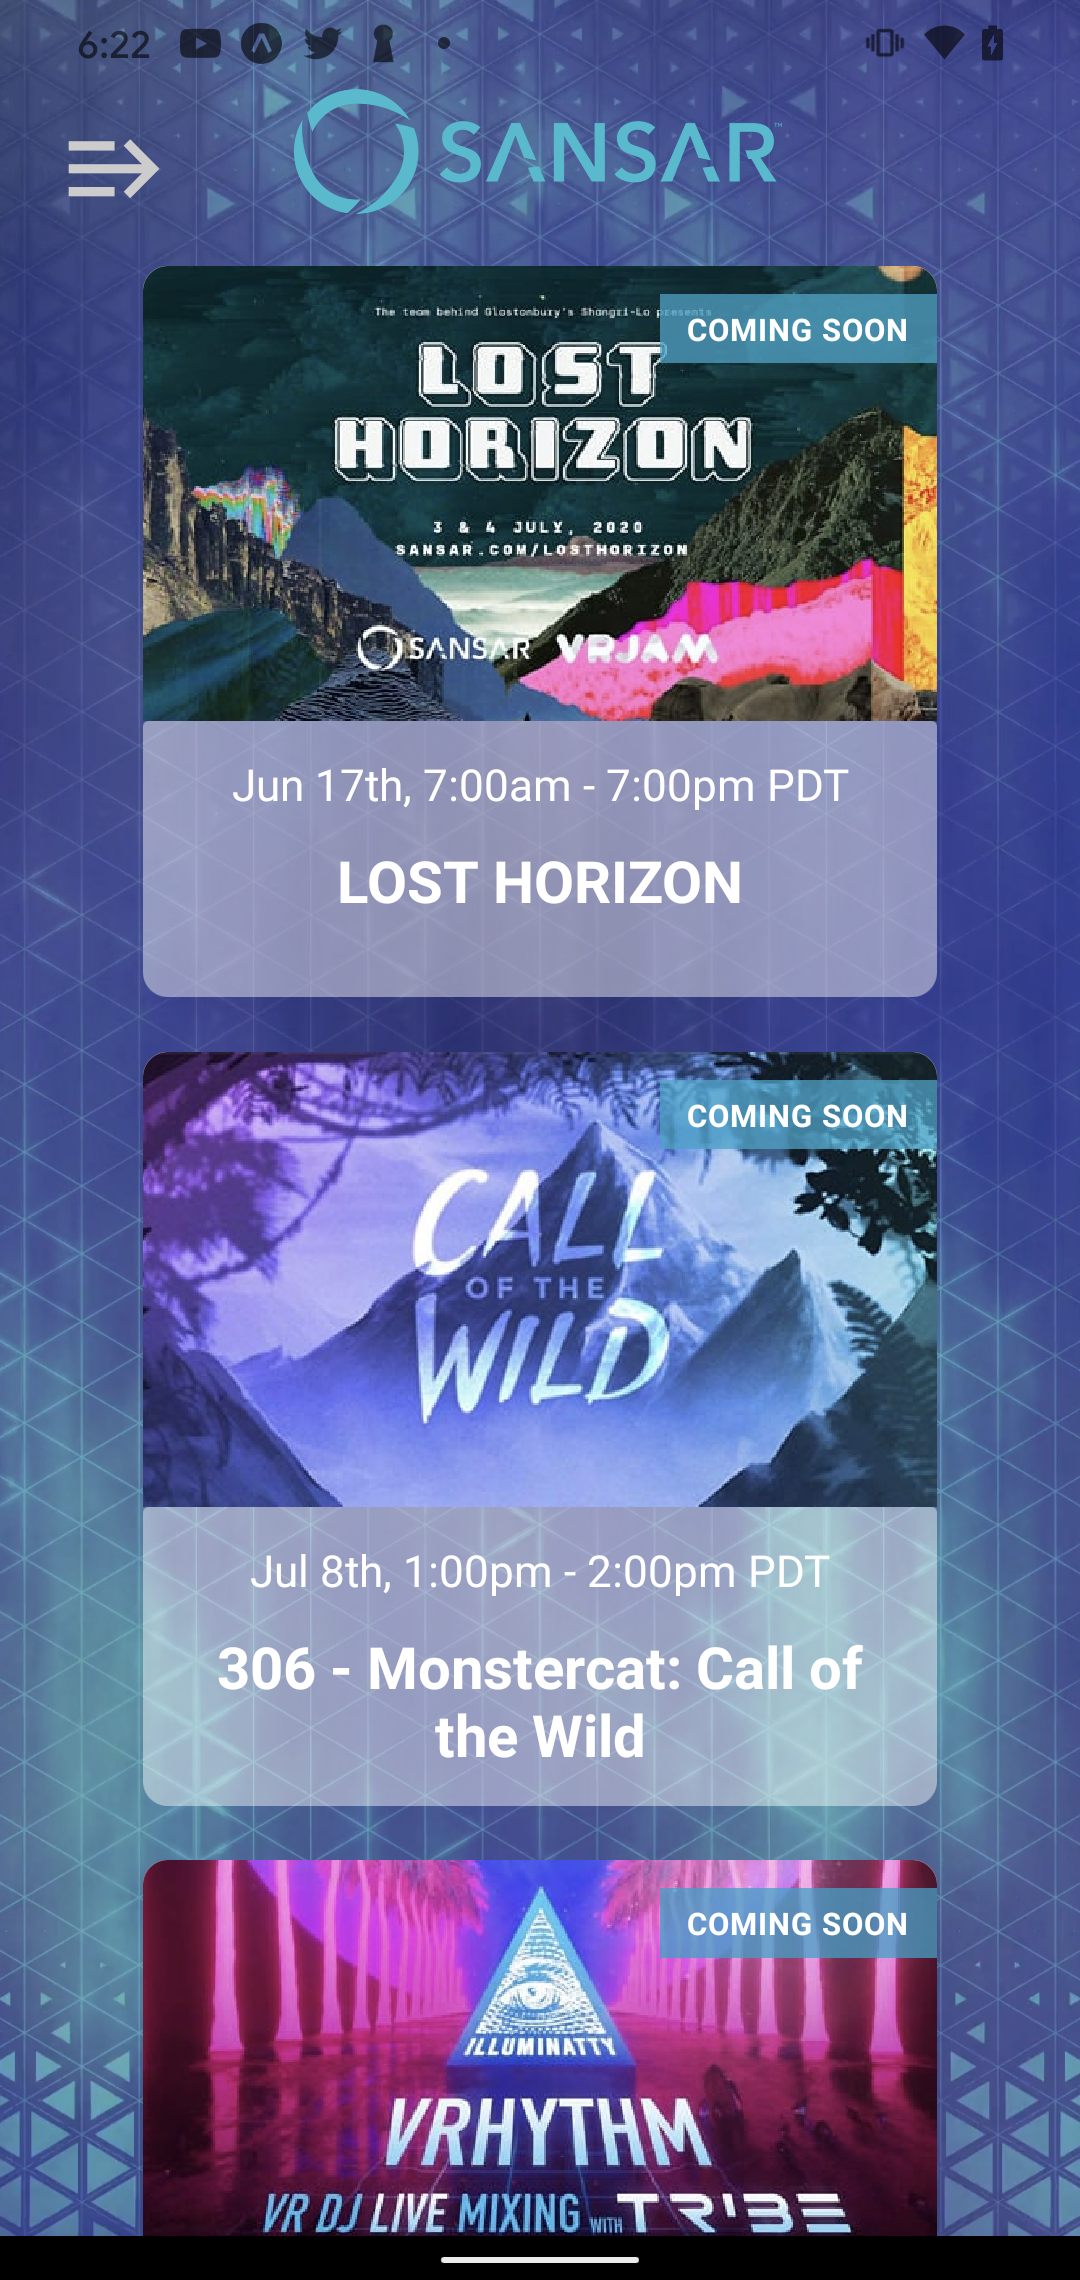 6:22
SANSAR™
The team behind Glastonbury's Shangri-La presents
COMING SOON
LOST
HORIZON
3 & 4 JULY, 2020
SANSAR.COM/LOSTHORIZON
SANSAR VRJAM
Jun 17th, 7:00am - 7:00pm PDT
LOST HORIZON
COMING SOON
CALL
OF THE
WILD
Jul 8th, 1:00pm - 2:00pm PDT
306 - Monstercat: Call of
the Wild
COMING SOON
ILLUMINATTY
VRHYTHM
VR DJ LIVE MIXING WITH TRIBE